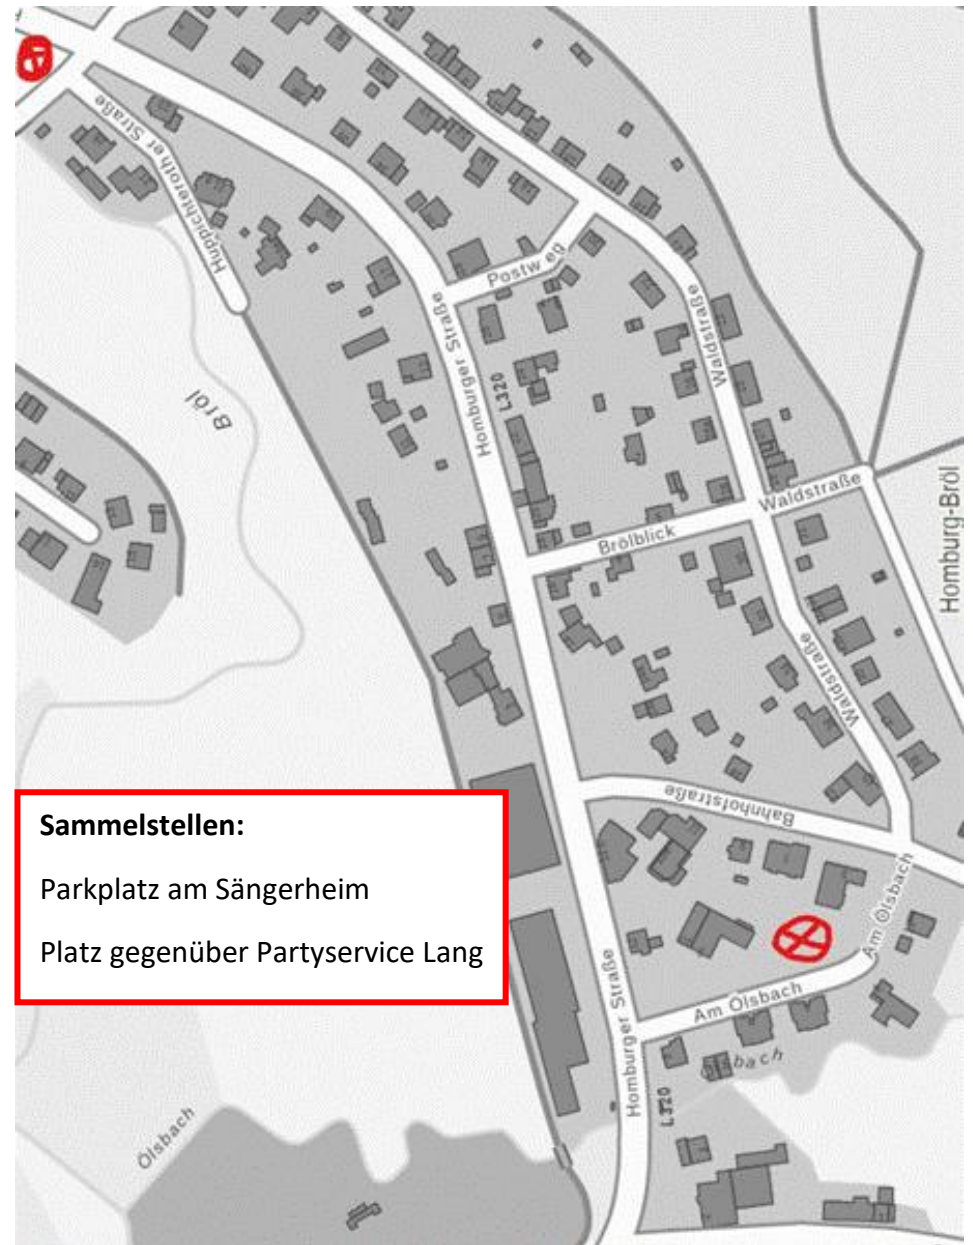 Huppichterother Straße
Postweg
Homburger Straße
L320
Waldstraße
Bröl
Waldstraße
Brölblick
Homburg-Bröl
Waldstraße
Bahnhofstraße
Sammelstellen:
Parkplatz am Sängerheim
Platz gegenüber Partyservice Lang
Am Ölsbach
Am Ölsbach
Homburger Straße
L320
Ölsbach